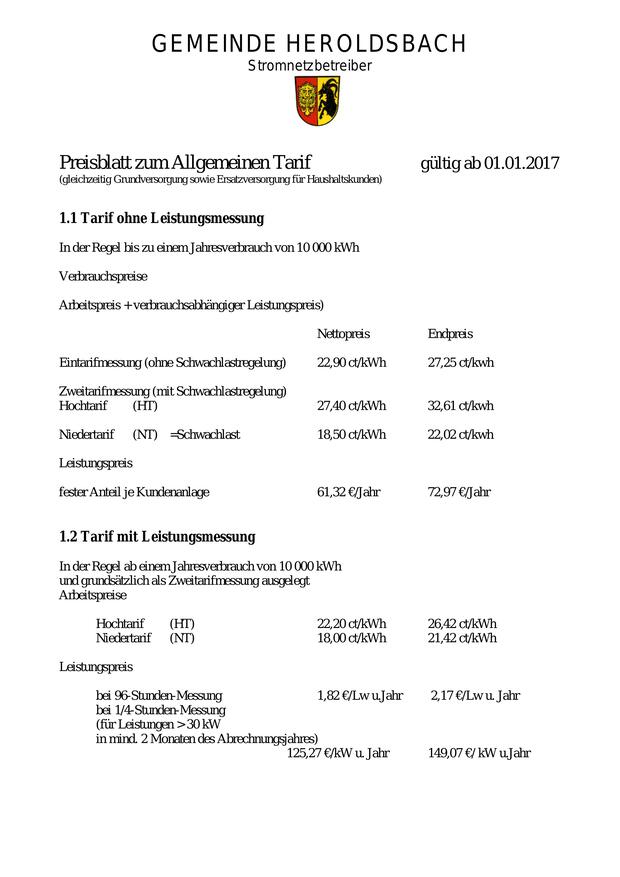 GEMEINDE HEROLDSBACH
Stromnetzbetreiber
Preisblatt zum Allgemeinen Tarif gültig ab 01.01.2017
(gleichzeitig Grundversorgung sowie Ersatzversorgung für Haushaltskunden)
1.1 Tarif ohne Leistungsmessung
In der Regel bis zu einem Jahresverbrauch von 10 000 kWh
Verbrauchspreise
Arbeitspreis + verbrauchsabhängiger Leistungspreis)
Nettopreis Endpreis
Eintarifmessung (ohne Schwachlastregelung) 22,90 ct/kWh 27,25 ct/kwh
Zweitarifmessung (mit Schwachlastregelung)
Hochtarif (HT) 27,40 ct/kWh 32,61 ct/kwh
Niedertarif (NT) =Schwachlast 18,50 ct/kWh 22,02 ct/kwh
Leistungspreis
fester Anteil je Kundenanlage 61,32 €/Jahr 72,97 €/Jahr
1.2 Tarif mit Leistungsmessung
In der Regel ab einem Jahresverbrauch von 10 000 kWh
und grundsätzlich als Zweitarifmessung ausgelegt
Arbeitspreise
Hochtarif (HT) 22,20 ct/kWh 26,42 ct/kWh
Niedertarif (NT) 18,00 ct/kWh 21,42 ct/kWh
Leistungspreis
bei 96-Stunden-Messung 1,82 €/Lw u.Jahr 2,17 €/Lw u. Jahr
bei 1/4-Stunden-Messung
(für Leistungen > 30 kW
in mind. 2 Monaten des Abrechnungsjahres)
125,27 €/kW u. Jahr 149,07 €/ kW u.Jahr